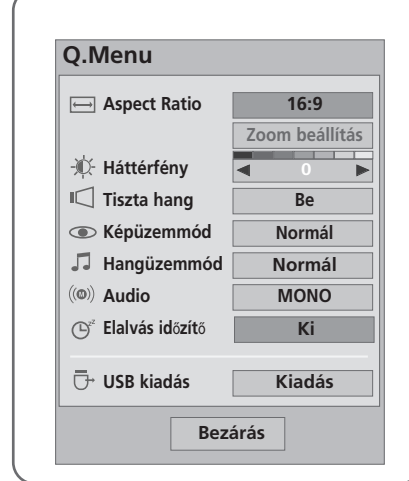 Q.Menu
Aspect Ratio 16:9
Zoom beállítás
Háttérfény ◄ 0 ►
Tiszta hang Be
Képüzemmód Normál
Hangüzemmód Normál
Audio MONO
Elalvás időzítő Ki
USB kiadás Kiadás
Bezárás